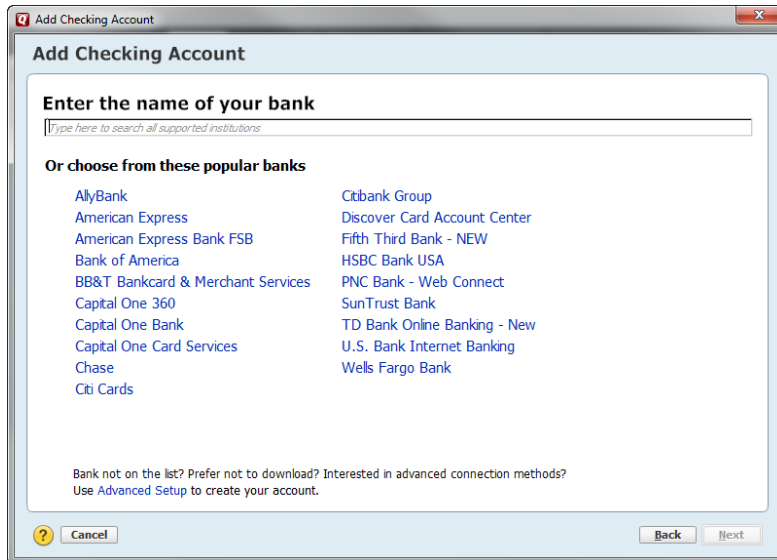 Add Checking Account
Add Checking Account
Enter the name of your bank
Type here to search all supported institutions
Or choose from these popular banks
AllyBank
American Express
American Express Bank FSB
Bank of America
BB&T Bankcard & Merchant Services
Capital One 360
Capital One Bank
Capital One Card Services
Chase
Citi Cards
Citibank Group
Discover Card Account Center
Fifth Third Bank - NEW
HSBC Bank USA
PNC Bank - Web Connect
SunTrust Bank
TD Bank Online Banking - New
U.S. Bank Internet Banking
Wells Fargo Bank
Bank not on the list? Prefer not to download? Interested in advanced connection methods?
Use Advanced Setup to create your account.
? Cancel Back Next